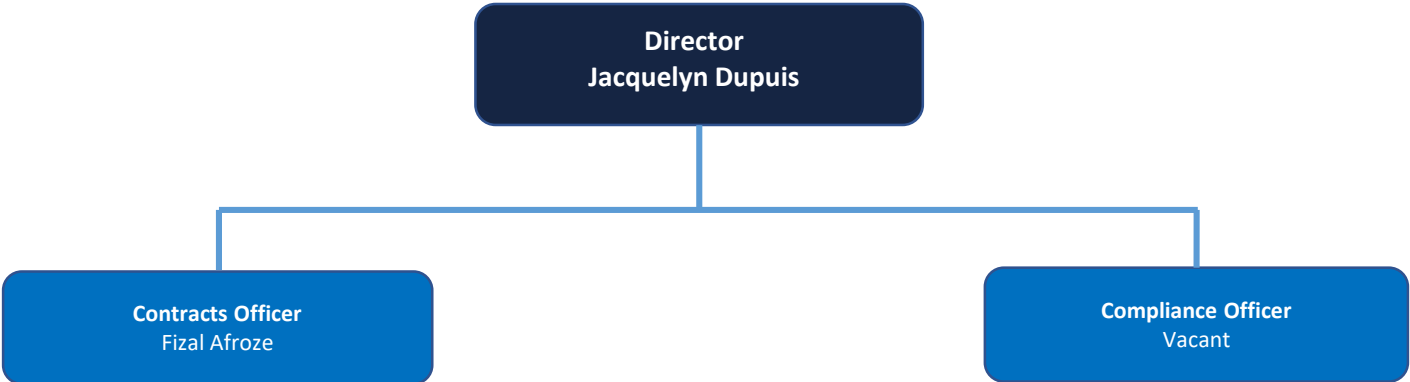 Director
Jacquelyn Dupuis
Contracts Officer
Fizal Afroze
Compliance Officer
Vacant